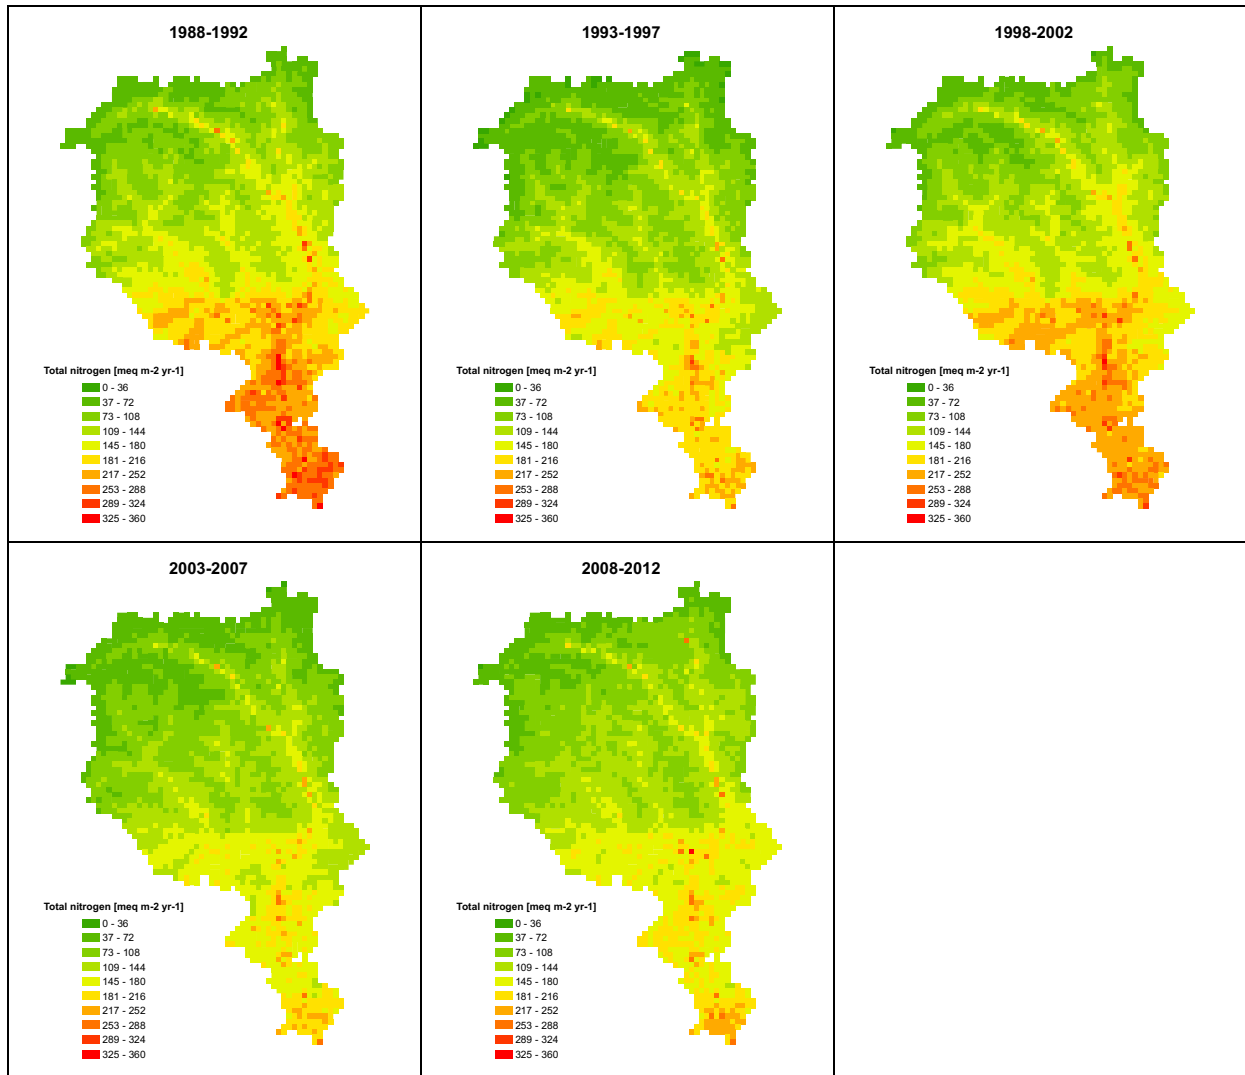 1988-1992
Total nitrogen [meq m-2 yr-1]
0 - 36
37 - 72
73 - 108
109 - 144
145 - 180
181 - 216
217 - 252
253 - 288
289 - 324
325 - 360
1993-1997
Total nitrogen [meq m-2 yr-1]
0 - 36
37 - 72
73 - 108
109 - 144
145 - 180
181 - 216
217 - 252
253 - 288
289 - 324
325 - 360
1998-2002
Total nitrogen [meq m-2 yr-1]
0 - 36
37 - 72
73 - 108
109 - 144
145 - 180
181 - 216
217 - 252
253 - 288
289 - 324
325 - 360
2003-2007
Total nitrogen [meq m-2 yr-1]
0 - 36
37 - 72
73 - 108
109 - 144
145 - 180
181 - 216
217 - 252
253 - 288
289 - 324
325 - 360
2008-2012
Total nitrogen [meq m-2 yr-1]
0 - 36
37 - 72
73 - 108
109 - 144
145 - 180
181 - 216
217 - 252
253 - 288
289 - 324
325 - 360